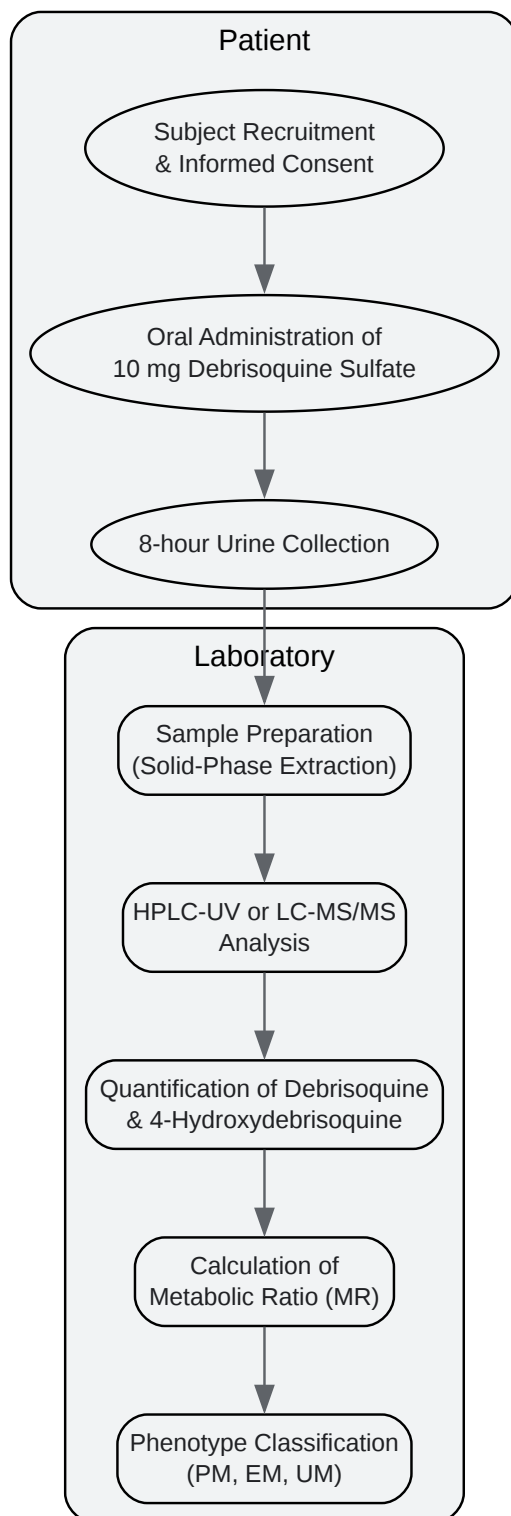 Patient
Subject Recruitment
& Informed Consent
Oral Administration of
10 mg Debrisoquine Sulfate
8-hour Urine Collection
Laboratory
Sample Preparation
(Solid-Phase Extraction)
HPLC-UV or LC-MS/MS
Analysis
Quantification of Debrisoquine
& 4-Hydroxydebrisoquine
Calculation of
Metabolic Ratio (MR)
Phenotype Classification
(PM, EM, UM)